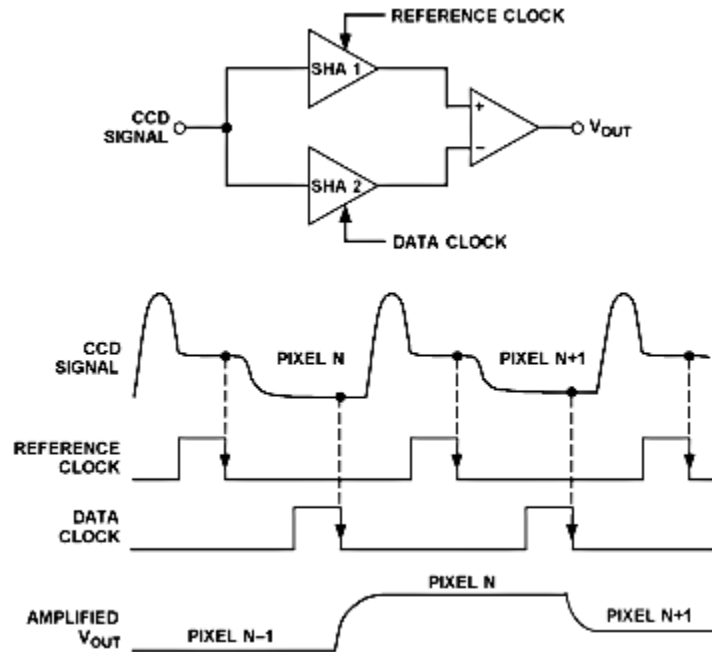 REFERENCE CLOCK
SHA 1
+
CCD
SIGNAL
VOUT
−
SHA 2
DATA CLOCK
CCD
SIGNAL
PIXEL N
PIXEL N+1
REFERENCE
CLOCK
DATA
CLOCK
AMPLIFIED
VOUT
PIXEL N−1
PIXEL N
PIXEL N+1